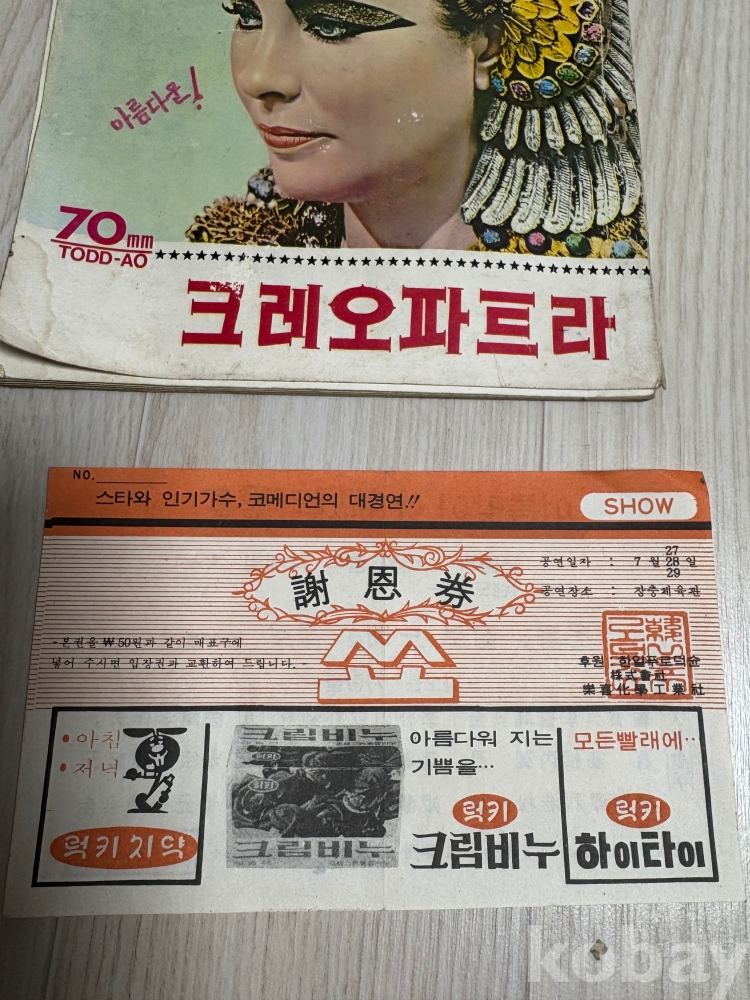 아름다운
70mm
TODD-AO
크레오파트라
NO.
스타와 인기가수, 코메디언의 대경연!!
SHOW
謝恩券
쑈
27
공연일자 : 7월 28일
29
공연장소 : 장충체육관
-본권을 ₩50원과 같이 매표구에
넣어 주시면 입장권과 교환하여 드립니다.-
후원 : 한일푸로덕숀
株式會社
樂喜化學工業社
•아침
•저녁
럭키치약
럭키
크림비누
아름다워 지는
기쁨을…
럭키
크림비누
모든빨래에··
럭키
하이타이
kobay